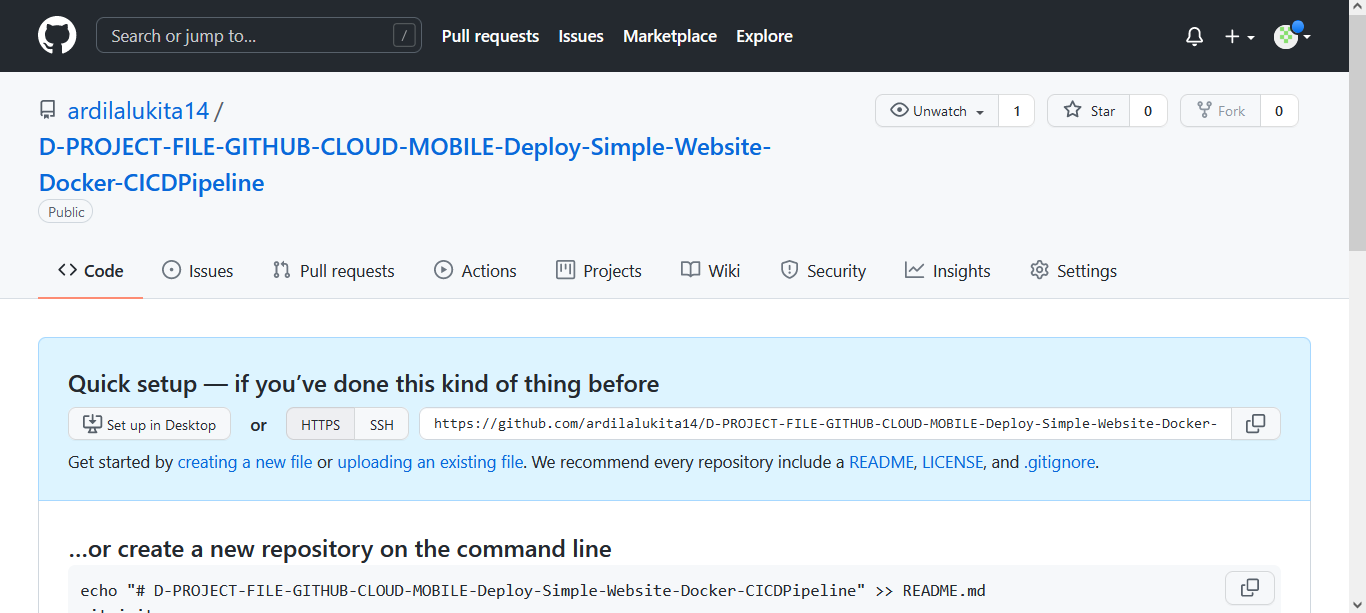 Search or jump to... /
Pull requests Issues Marketplace Explore
ardilalukita14 /
D-PROJECT-FILE-GITHUB-CLOUD-MOBILE-Deploy-Simple-Website-
Docker-CICDPipeline
Public
Unwatch 1 Star 0 Fork 0
Code Issues Pull requests Actions Projects Wiki Security Insights Settings
Quick setup — if you’ve done this kind of thing before
Set up in Desktop or HTTPS SSH https://github.com/ardilalukita14/D-PROJECT-FILE-GITHUB-CLOUD-MOBILE-Deploy-Simple-Website-Docker-
Get started by creating a new file or uploading an existing file. We recommend every repository include a README, LICENSE, and .gitignore.
…or create a new repository on the command line
echo "# D-PROJECT-FILE-GITHUB-CLOUD-MOBILE-Deploy-Simple-Website-Docker-CICDPipeline" >> README.md